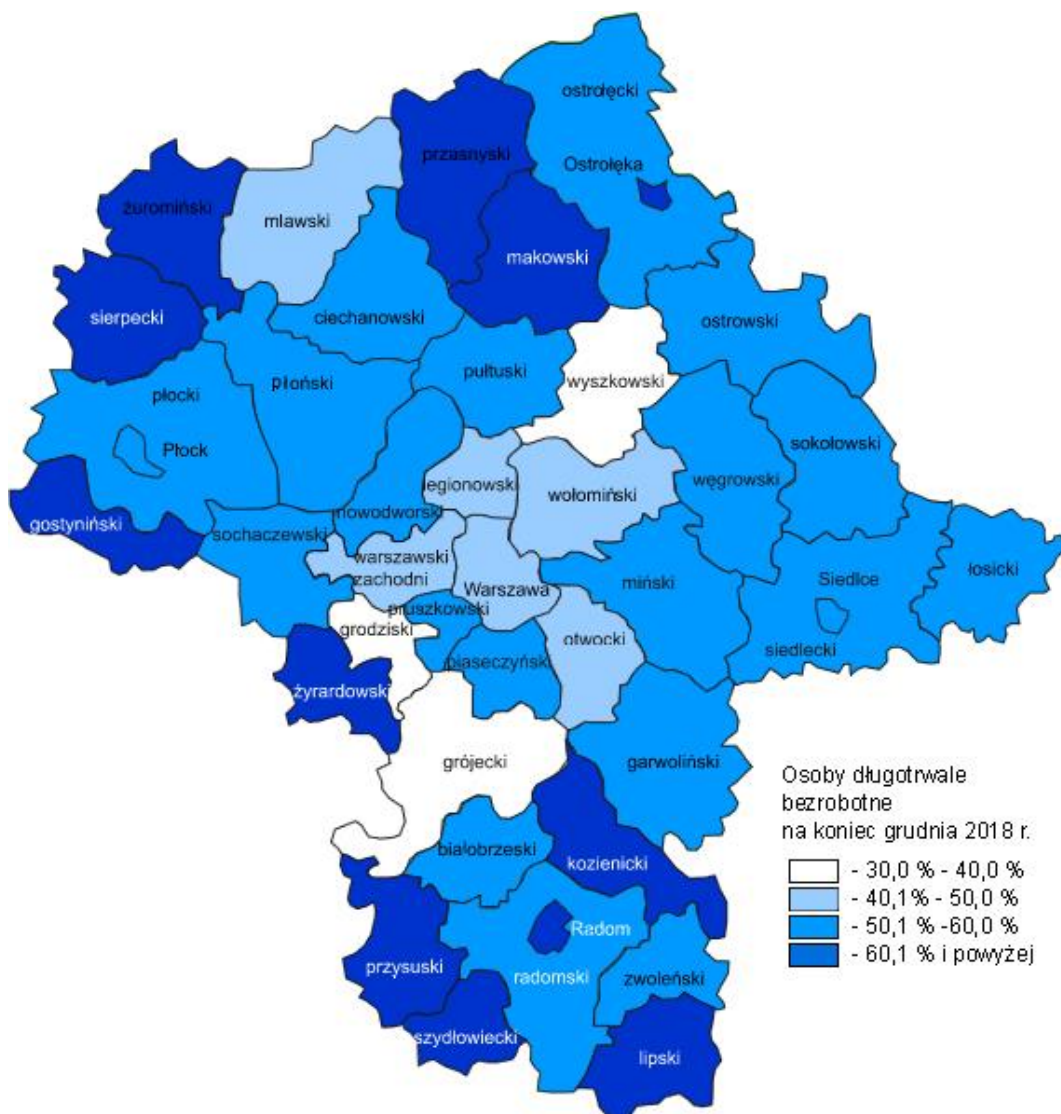 ostrołęcki
przasnyski
Ostrołęka
żuromiński
mlawski
makowski
sierpecki
ciechanowski
ostrowski
płoński
pułtuski
wyszkowski
płocki
sokołowski
Płock
legionowski
wołomiński
węgrowski
gostyniński
nowodworski
sochaczewski
warszawski
zachodni
Warszawa
miński
Siedlce
łosicki
pruszkowski
grodziski
otwocki
siedlecki
piaseczyński
żyrardowski
grójecki
garwoliński
Osoby długotrwale
bezrobotne
na koniec grudnia 2018 r.
- 30,0 % - 40,0 %
- 40,1% - 50,0 %
- 50,1 % -60,0 %
- 60,1 % i powyżej
białobrzeski
kozienicki
Radom
przysuski
radomski
zwoleński
szydłowiecki
lipski